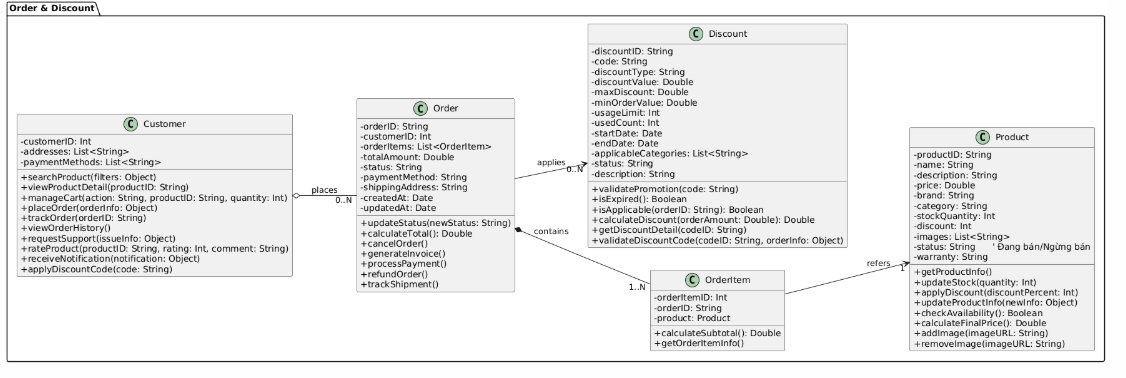 Order & Discount
C Customer
-customerID: Int
-addresses: List<String>
-paymentMethods: List<String>
+searchProduct(filters: Object)
+viewProductDetail(productID: String)
+manageCart(action: String, productID: String, quantity: Int)
+placeOrder(orderInfo: Object)
+trackOrder(orderID: String)
+viewOrderHistory()
+requestSupport(issueInfo: Object)
+rateProduct(productID: String, rating: Int, comment: String)
+receiveNotification(notification: Object)
+applyDiscountCode(code: String)
places
0..N
C Order
-orderID: String
-customerID: Int
-orderItems: List<OrderItem>
-totalAmount: Double
-status: String
-paymentMethod: String
-shippingAddress: String
-createdAt: Date
-updatedAt: Date
+updateStatus(newStatus: String)
+calculateTotal(): Double
+cancelOrder()
+generateInvoice()
+processPayment()
+refundOrder()
+trackShipment()
applies
0..N
contains
1..N
C Discount
-discountID: String
-code: String
-discountType: String
-discountValue: Double
-maxDiscount: Double
-minOrderValue: Double
-usageLimit: Int
-usedCount: Int
-startDate: Date
-endDate: Date
-applicableCategories: List<String>
-status: String
-description: String
+validatePromotion(code: String)
+isExpired(): Boolean
+isApplicable(orderID: String): Boolean
+calculateDiscount(orderAmount: Double): Double
+getDiscountDetail(codeID: String)
+validateDiscountCode(codeID: String, orderInfo: Object)
C OrderItem
-orderItemID: Int
-orderID: String
-product: Product
+calculateSubtotal(): Double
+getOrderItemInfo()
refers
1
C Product
-productID: String
-name: String
-description: String
-price: Double
-brand: String
-category: String
-stockQuantity: Int
-discount: Int
-images: List<String>
-status: String ' Đang bán/Ngừng bán
-warranty: String
+getProductInfo()
+updateStock(quantity: Int)
+applyDiscount(discountPercent: Int)
+updateProductInfo(newInfo: Object)
+checkAvailability(): Boolean
+calculateFinalPrice(): Double
+addImage(imageURL: String)
+removeImage(imageURL: String)